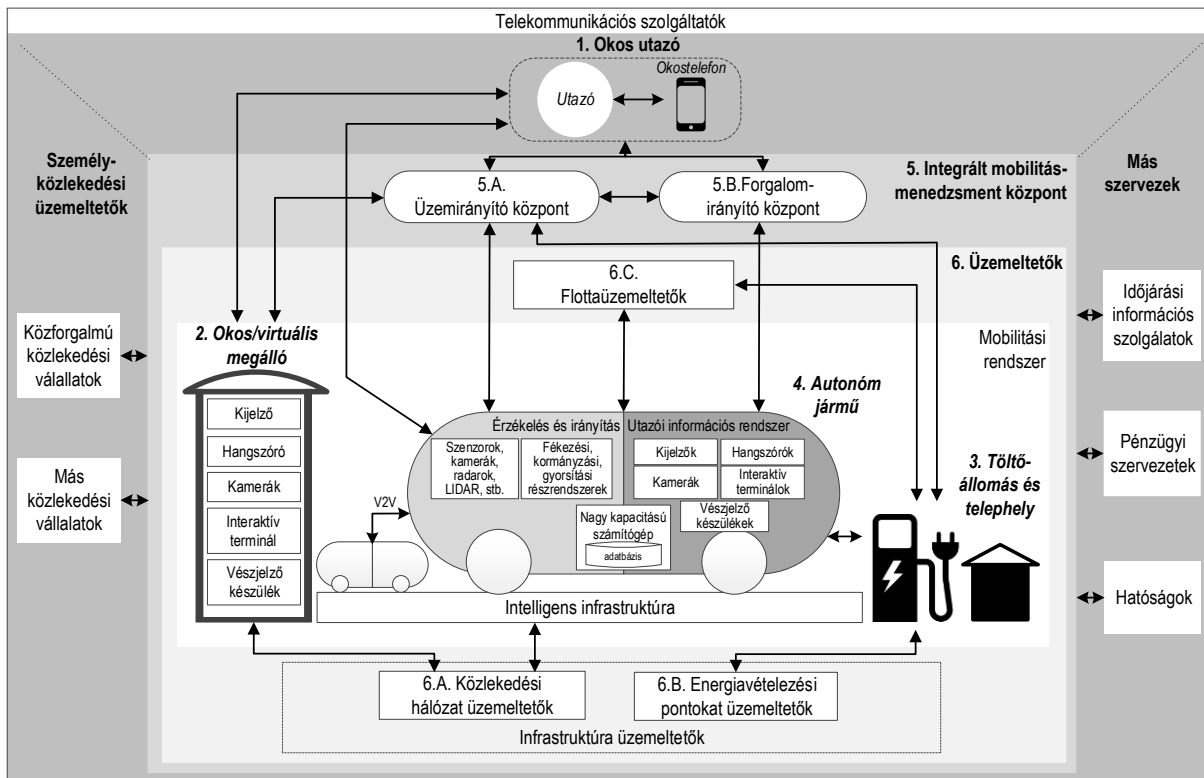 Telekommunikációs szolgáltatók
1. Okos utazó
Utazó
Okostelefon
Személy-
közlekedési
üzemeltetők
Más
szervezek
5. Integrált mobilitás-
menedzsment központ
5.A.
Üzemirányító központ
5.B.Forgalom-
irányító központ
6. Üzemeltetők
6.C.
Flottaüzemeltetők
Közforgalmú
közlekedési
válallatok
Más
közlekedési
vállalatok
Időjárási
információs
szolgálatok
Pénzügyi
szervezetek
Hatóságok
Mobilitási
rendszer
2. Okos/virtuális
megálló
Kijelző
Hangszóró
Kamerák
Interaktív
terminál
Vészjelző
készülék
4. Autonóm
jármű
Érzékelés és irányítás
Utazói információs rendszer
Szenzorok,
kamerák,
radarok,
LIDAR, stb.
Fékezési,
kormányzási,
gyorsítási
részrendszerek
Kijelzők
Hangszórók
Kamerák
Interaktív
terminálok
Vészjelző
készülékek
Nagy kapacitású
számítógép
adatbázis
V2V
3. Töltő-
állomás és
telephely
Intelligens infrastruktúra
6.A. Közlekedési
hálózat üzemeltetők
6.B. Energiavételezési
pontokat üzemeltetők
Infrastruktúra üzemeltetők